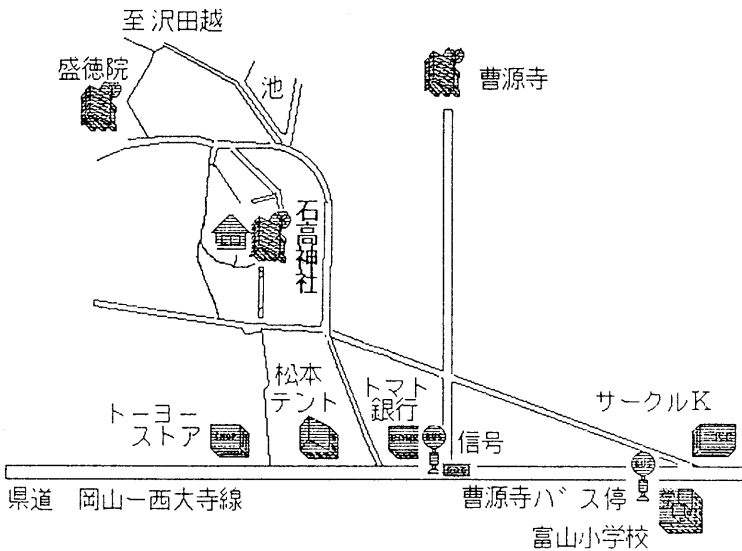 至 沢田越
盛徳院
池
曹源寺
石高神社
松本
テント
トマト
銀行
サークルK
トーヨー
ストア
信号
県道 岡山ー西大寺線
曹源寺バス停
富山小学校